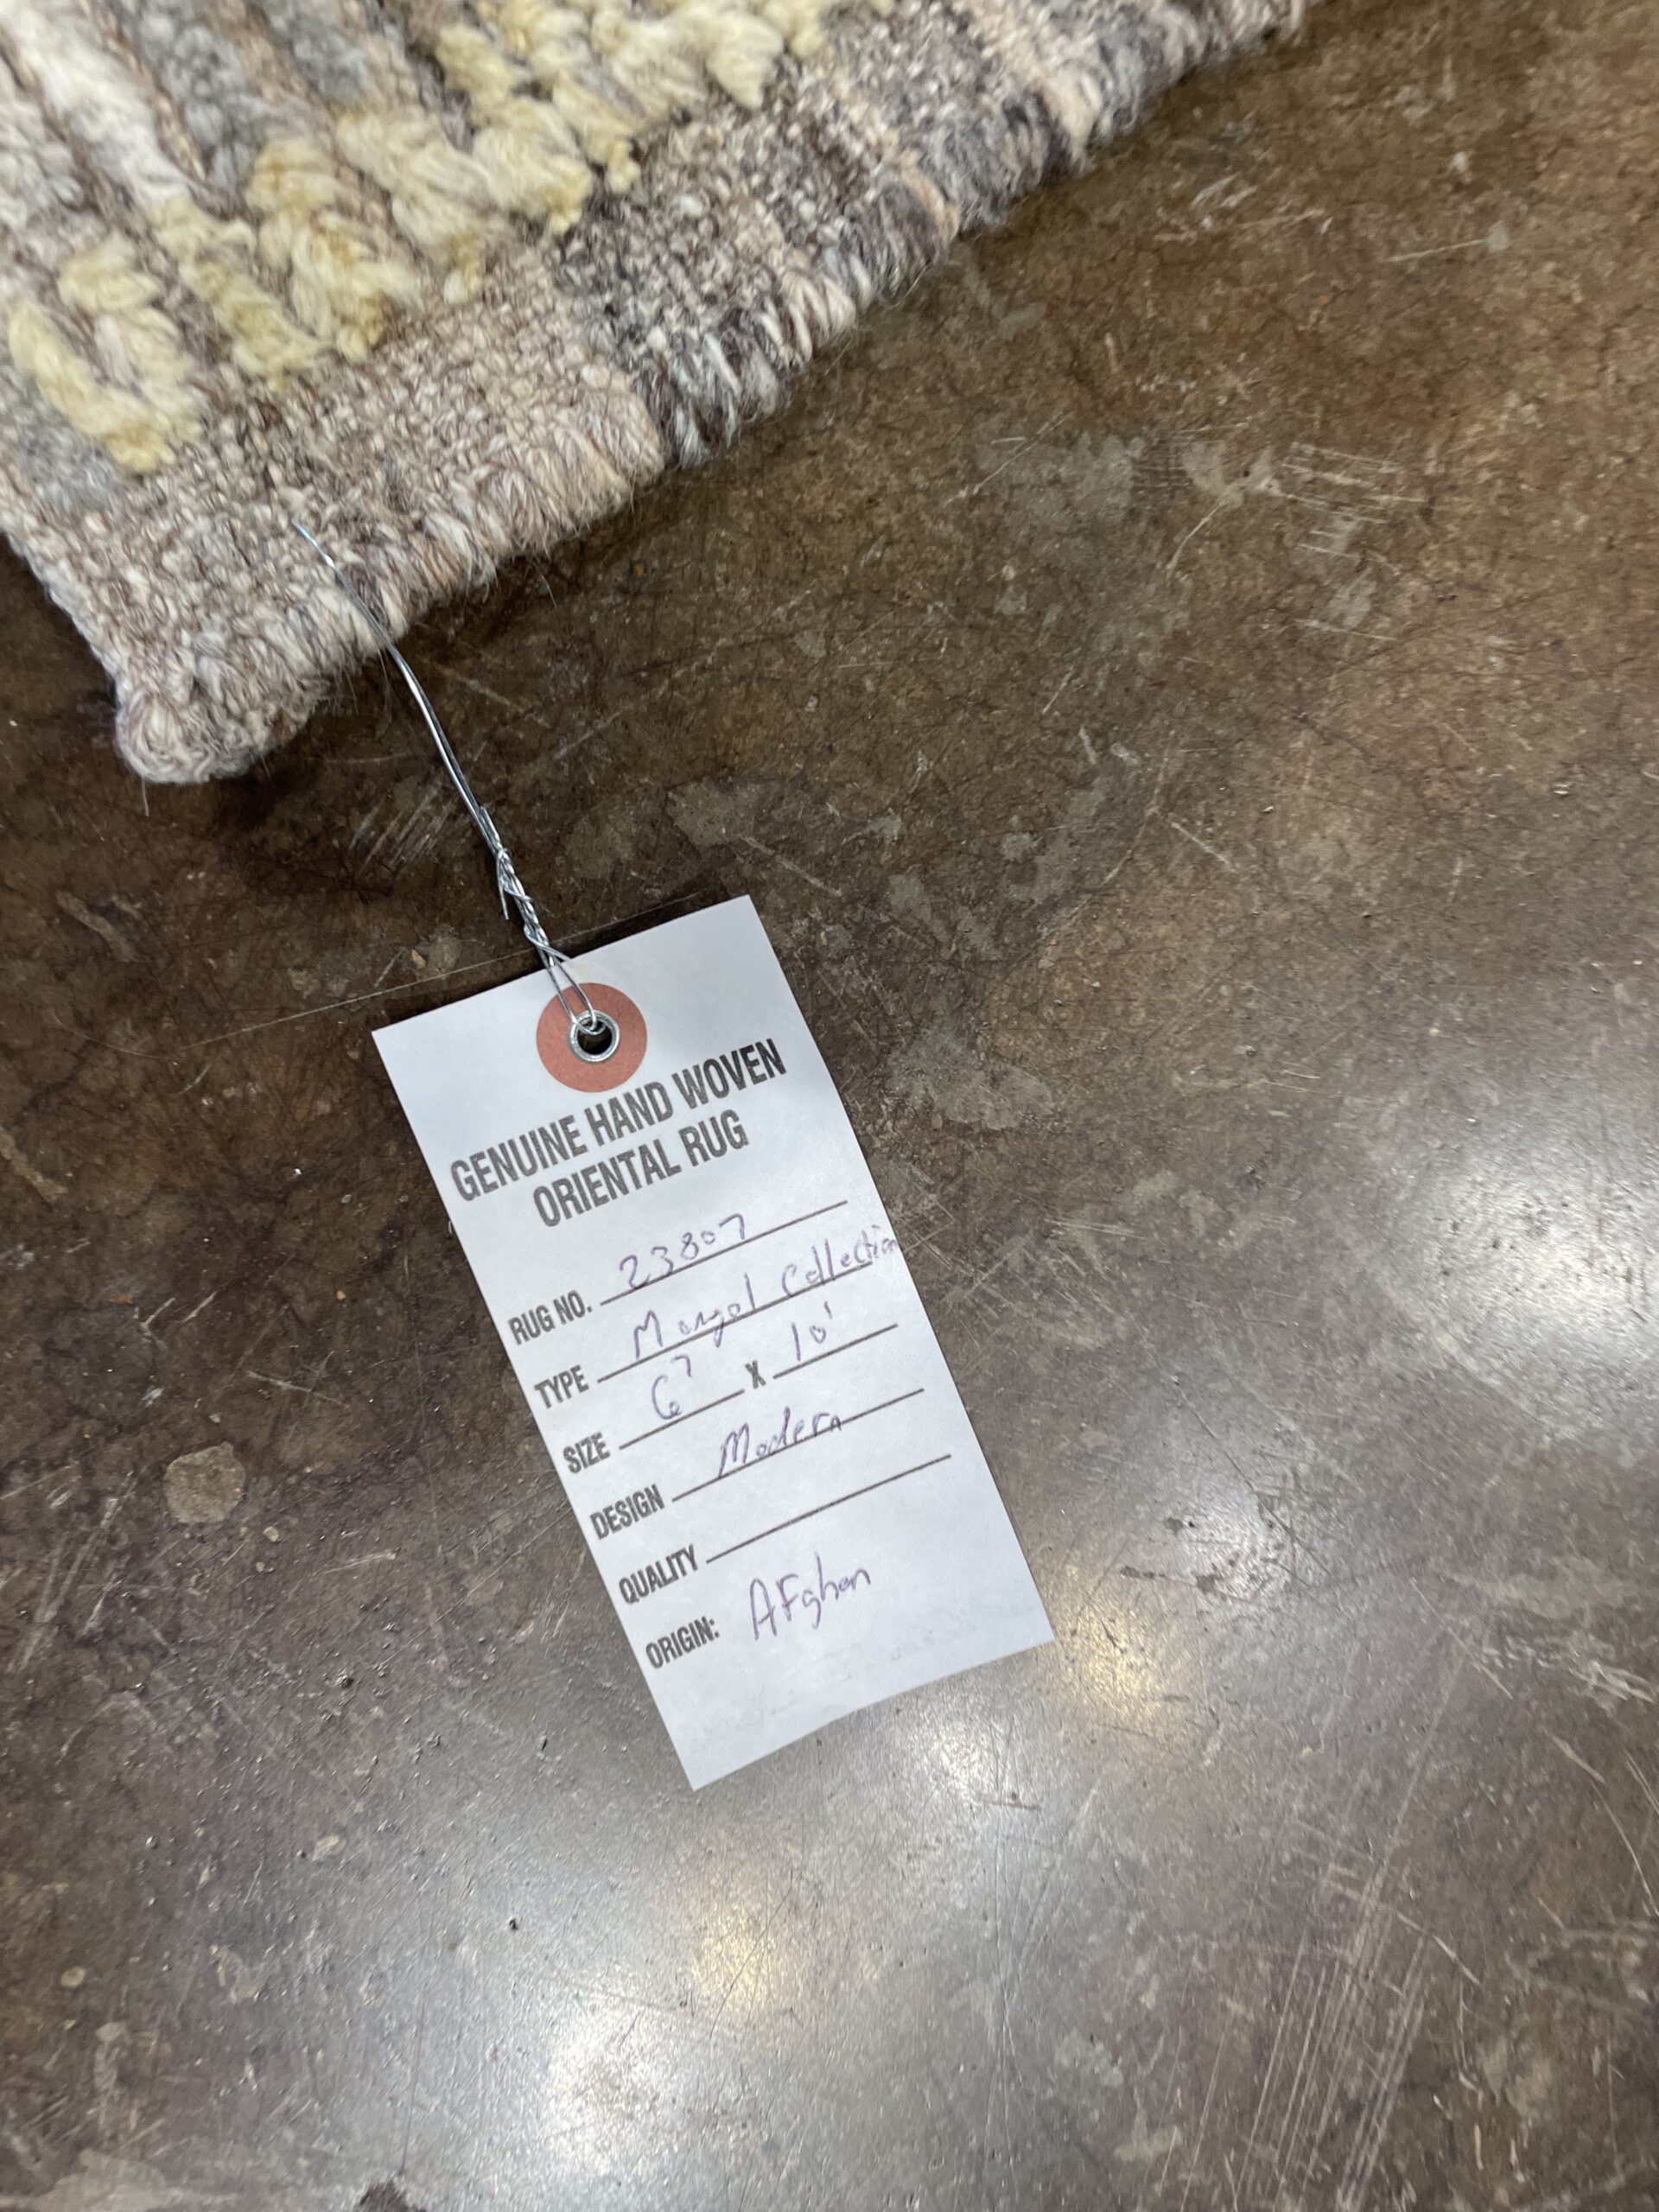 GENUINE HAND WOVEN
ORIENTAL RUG
RUG NO. 23807
TYPE Mongol Collection
SIZE 6' X 10'
DESIGN Modern
QUALITY
ORIGIN: AFghan